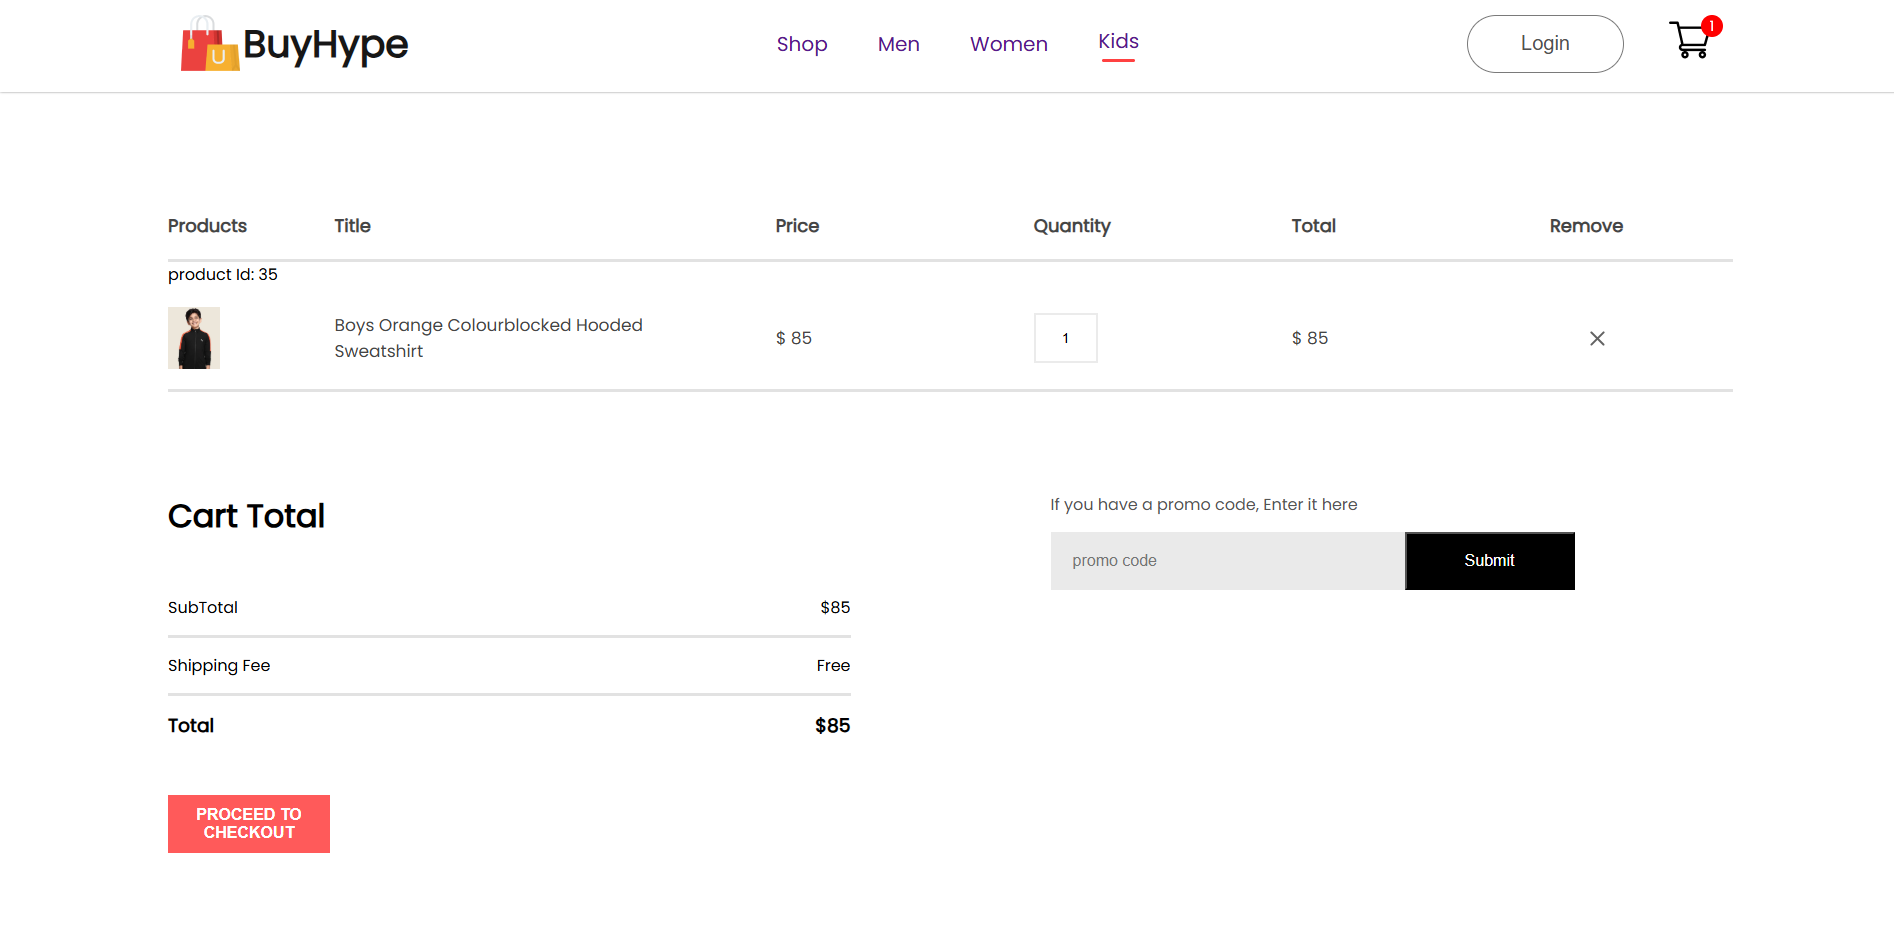 BuyHype
Shop Men Women Kids
Login
1
Products Title Price Quantity Total Remove
product Id: 35
Boys Orange Colourblocked Hooded
Sweatshirt
$ 85 1 $ 85
Cart Total
SubTotal $85
Shipping Fee Free
Total $85
PROCEED TO
CHECKOUT
If you have a promo code, Enter it here
promo code Submit